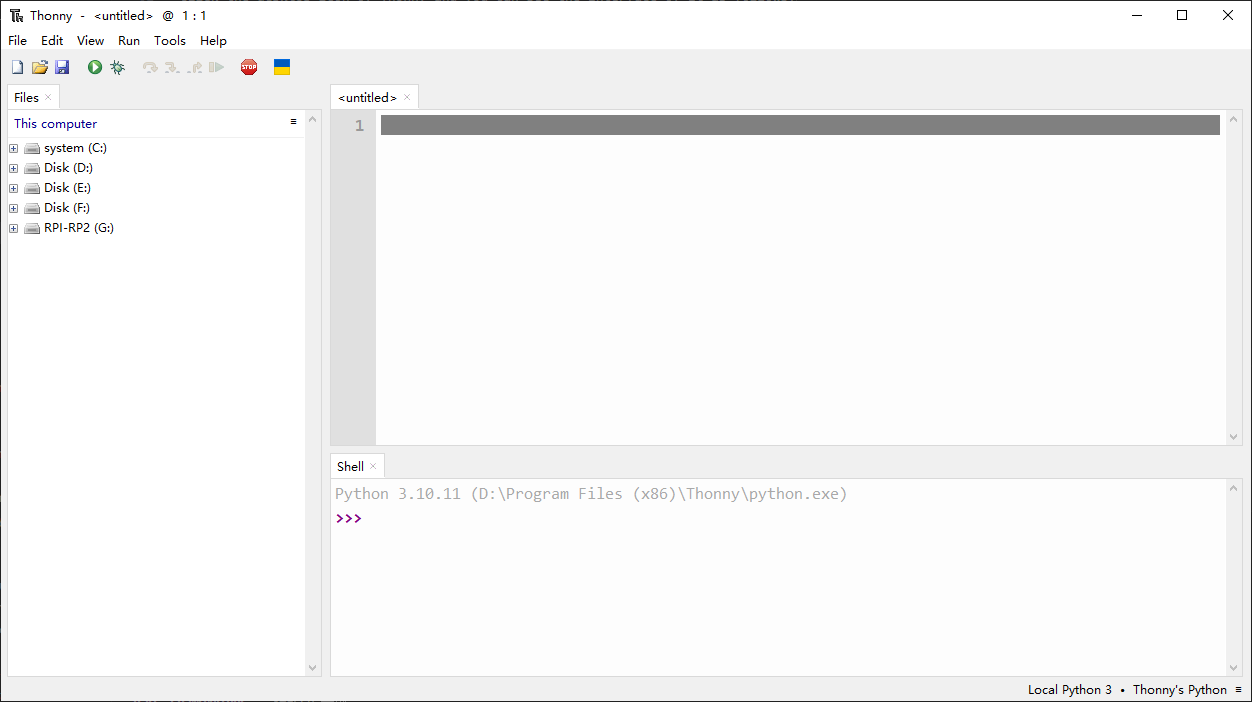 Thonny - <untitled> @ 1 : 1
File Edit View Run Tools Help
STOP
Files
<untitled>
This computer
1
system (C:)
Disk (D:)
Disk (E:)
Disk (F:)
RPI-RP2 (G:)
Shell
Python 3.10.11 (D:\Program Files (x86)\Thonny\python.exe)
>>>
Local Python 3 • Thonny's Python